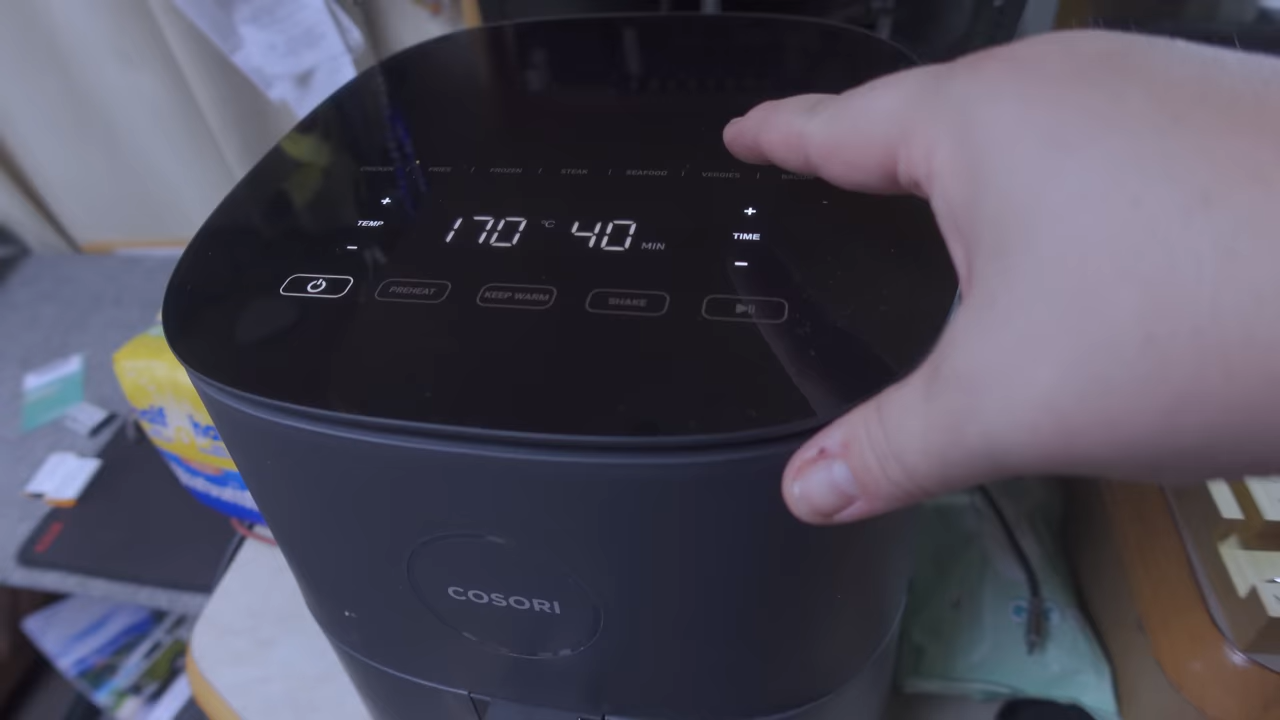 CHICKEN / FRIES / FROZEN / STEAK / SEAFOOD / VEGGIES /
+ +
TEMP 170 °C 40 MIN TIME
− −
PREHEAT KEEP WARM SHAKE
COSORI